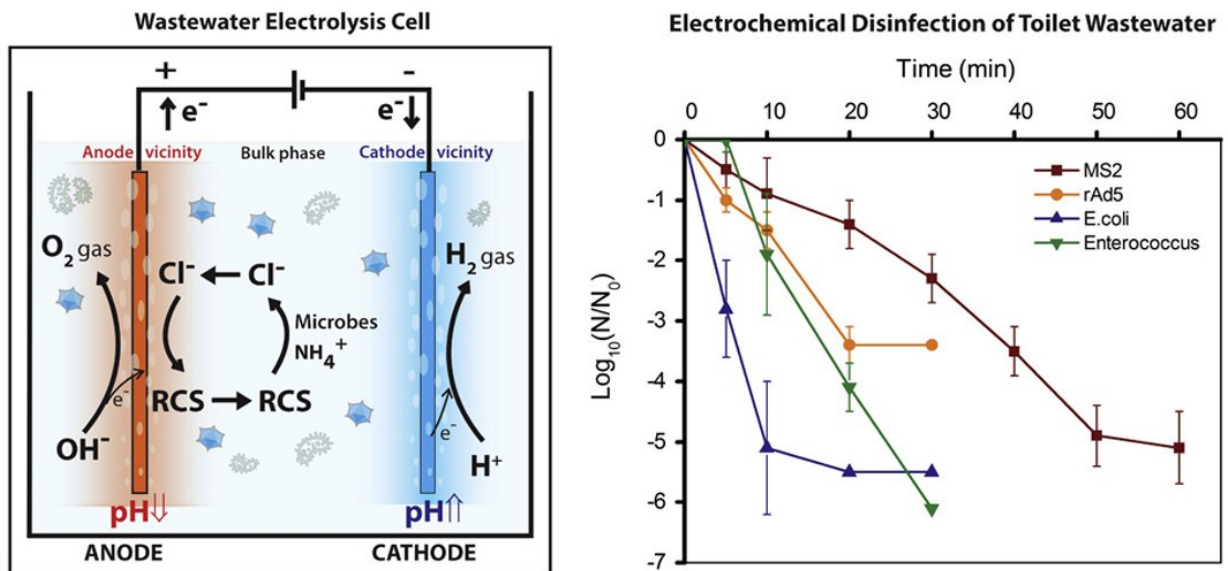 Wastewater Electrolysis Cell
+
-
e-
e-
Anode vicinity
Bulk phase
Cathode vicinity
O2 gas
Cl-
Cl-
H2 gas
Microbes
NH4+
e-
RCS
RCS
e-
OH-
H+
pH⇓
pH⇑
ANODE
CATHODE
Electrochemical Disinfection of Toilet Wastewater
Time (min)
0 10 20 30 40 50 60
0
-1
-2
-3
-4
-5
-6
-7
Log10(N/N0)
MS2
rAd5
E.coli
Enterococcus